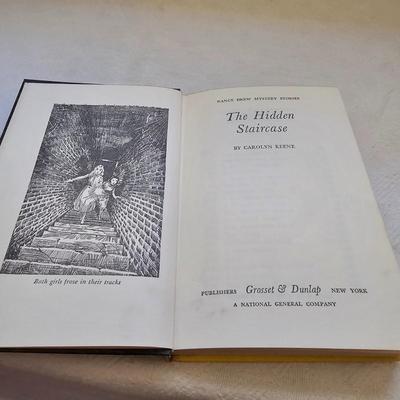 Both girls froze in their tracks
NANCY DREW MYSTERY STORIES
The Hidden
Staircase
BY CAROLYN KEENE
PUBLISHERS Grosset & Dunlap NEW YORK
A NATIONAL GENERAL COMPANY